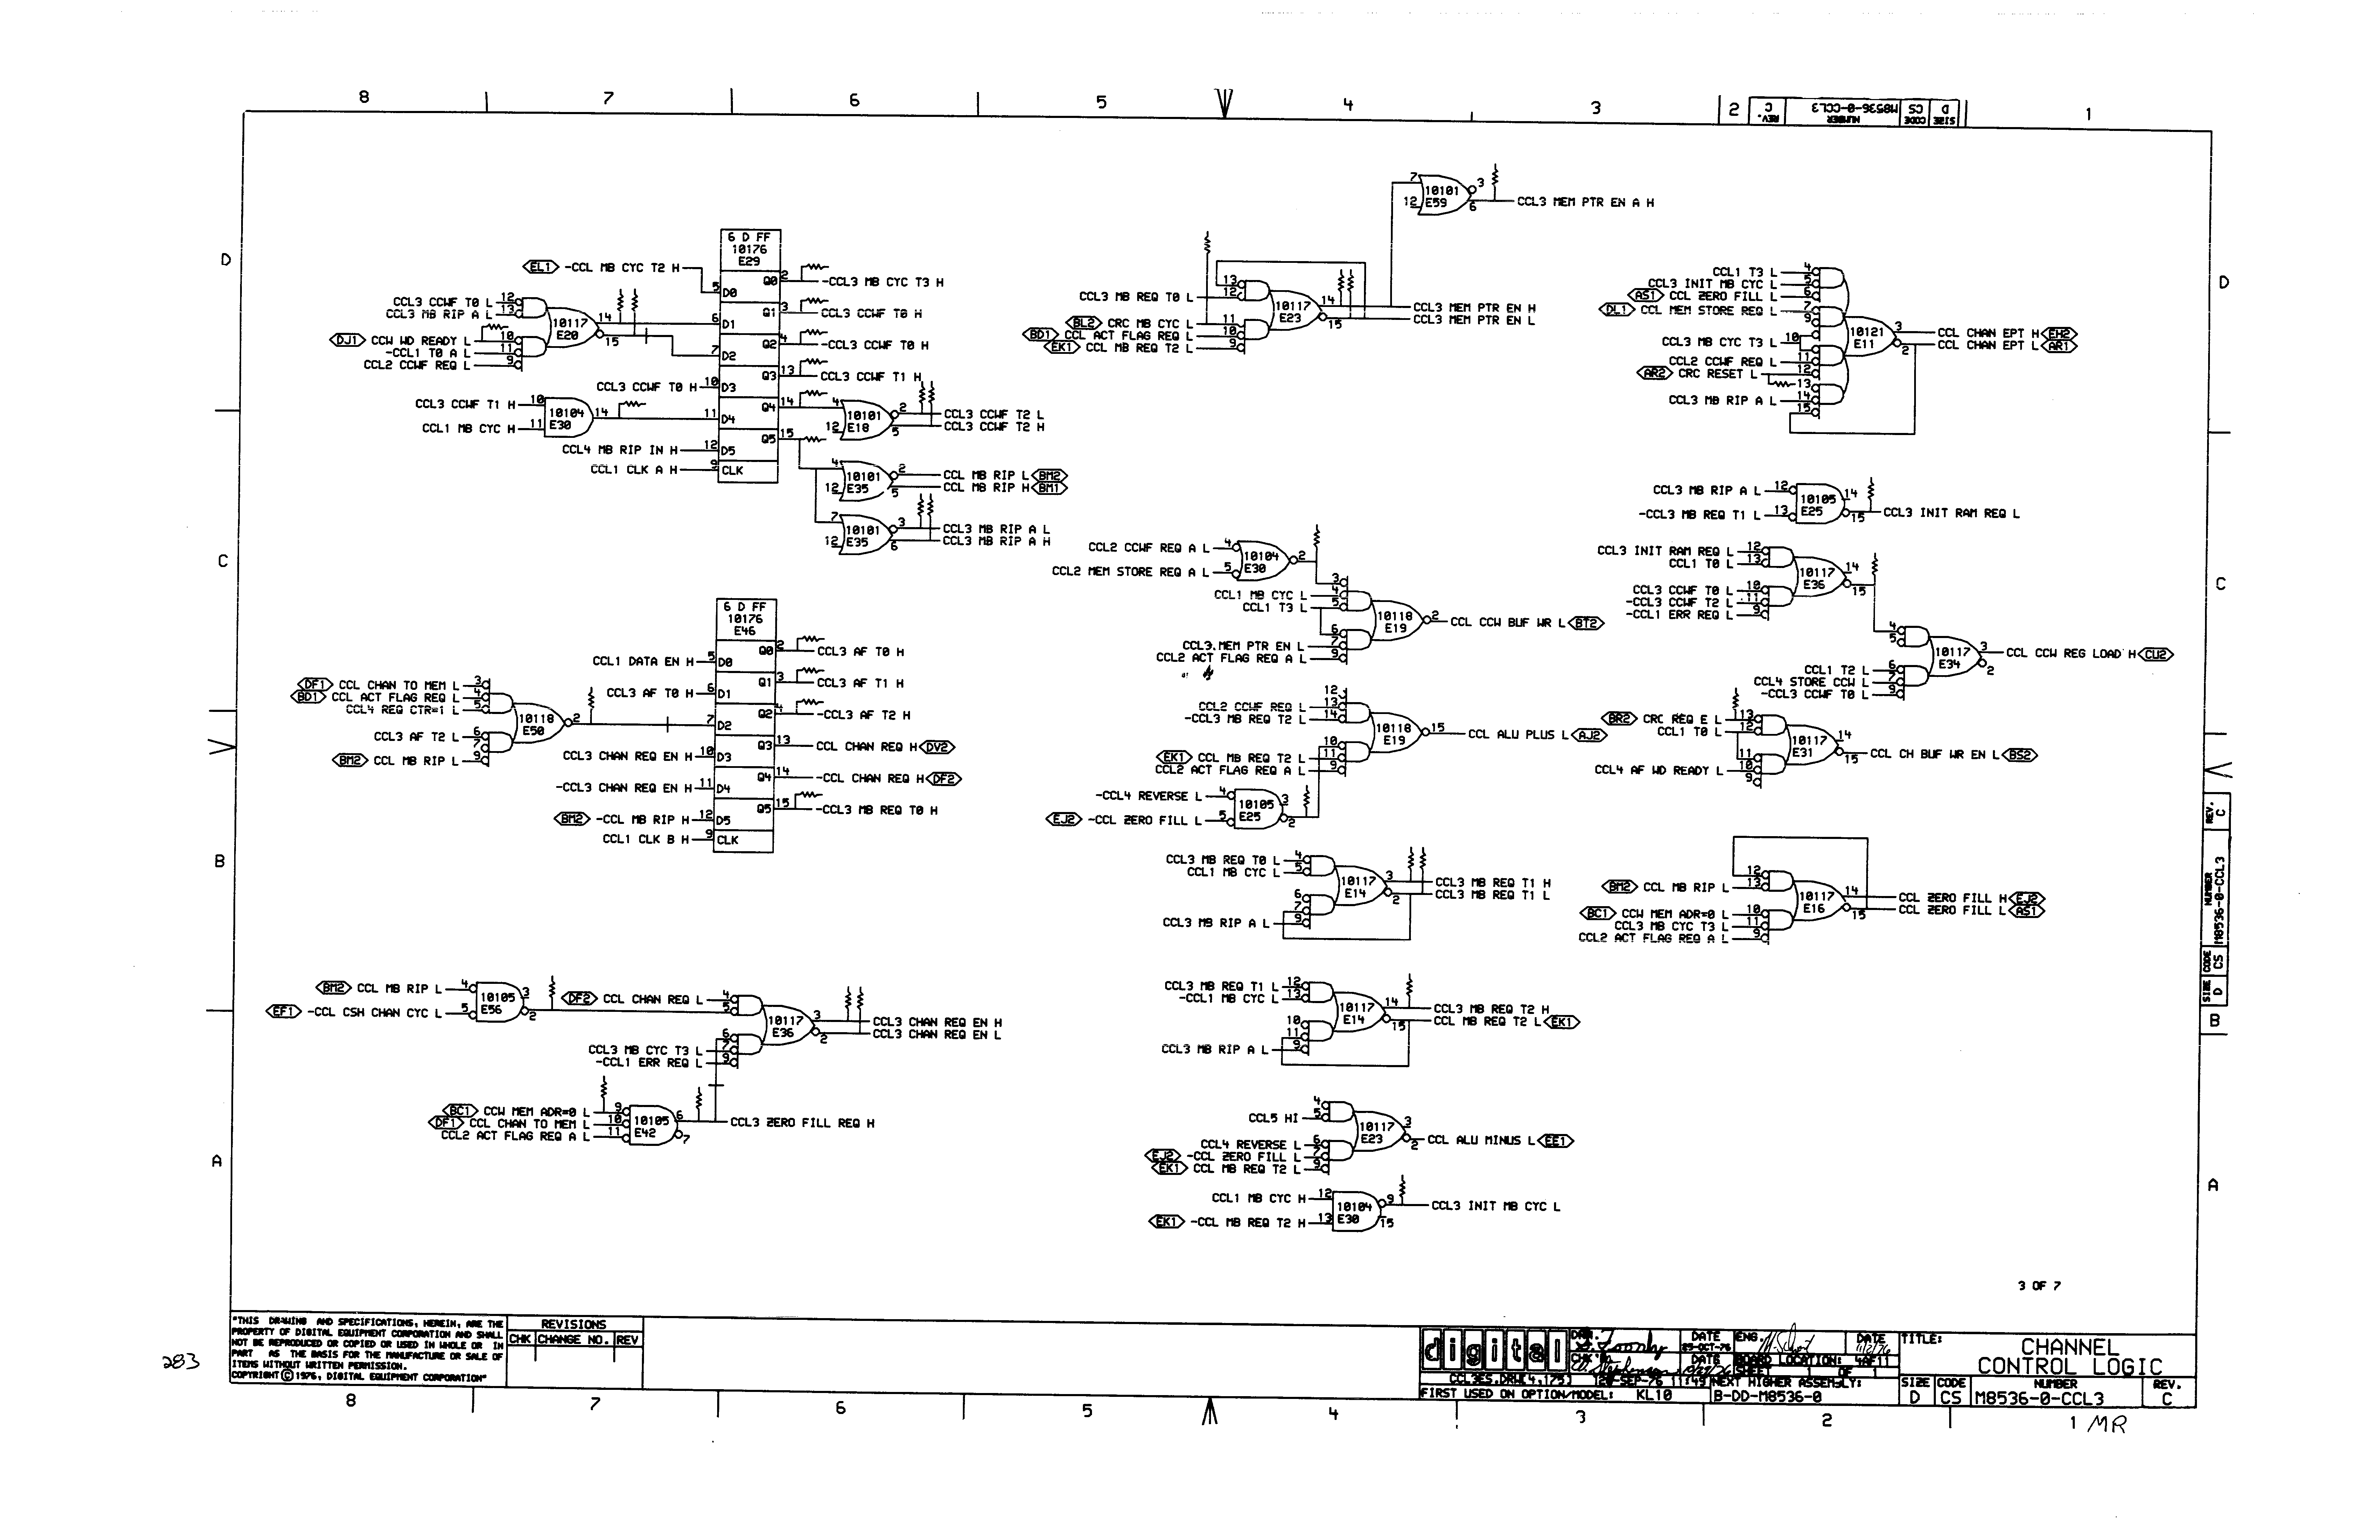 8 7 6 5 4 3 2 1
REV. C
NUMBER M8536-0-CCL3
CODE CS
SIZE D
D
C
B
A
6 D FF
10176
E29
EL1 -CCL MB CYC T2 H
5 D0
Q0 2 -CCL3 MB CYC T3 H
CCL3 CCWF T0 L 12
CCL3 MB RIP A L 13
DJ1 CCW WD READY L 10
-CCL1 T0 A L 11
CCL2 CCWF REQ L 9
10117
E20
14
15
6 D1
Q1 3 CCL3 CCWF T0 H
7 D2
Q2 4 -CCL3 CCWF T0 H
CCL3 CCWF T0 H 10 D3
Q3 13 CCL3 CCWF T1 H
CCL3 CCWF T1 H 10
CCL1 MB CYC H 11
10104
E30
14
11 D4
Q4 14
4
12
10101
E18
2 CCL3 CCWF T2 L
5 CCL3 CCWF T2 H
CCL4 MB RIP IN H 12 D5
Q5 15
CCL1 CLK A H 9 CLK
4
12
10101
E35
2 CCL MB RIP L BM2
5 CCL MB RIP H BM1
7
12
10101
E35
3 CCL3 MB RIP A L
6 CCL3 MB RIP A H
6 D FF
10176
E46
CCL1 DATA EN H 5 D0
Q0 2 CCL3 AF T0 H
CCL3 AF T0 H 6 D1
Q1 3 CCL3 AF T1 H
DF1 CCL CHAN TO MEM L 3
BD1 CCL ACT FLAG REQ L 4
CCL4 REQ CTR=1 L 5
CCL3 AF T2 L 6
7
BM2 CCL MB RIP L 9
10118
E50
2
7 D2
Q2 4 -CCL3 AF T2 H
CCL3 CHAN REQ EN H 10 D3
Q3 13 CCL CHAN REQ H DV2
-CCL3 CHAN REQ EN H 11 D4
Q4 14 -CCL CHAN REQ H DF2
BM2 -CCL MB RIP H 12 D5
Q5 15 -CCL3 MB REQ T0 H
CCL1 CLK B H 9 CLK
BM2 CCL MB RIP L 4
EF1 -CCL CSH CHAN CYC L 5
10105
E56
3
2
DF2 CCL CHAN REQ L 4
5
CCL3 MB CYC T3 L 7
-CCL1 ERR REQ L 9
6
10117
E36
3 CCL3 CHAN REQ EN H
2 CCL3 CHAN REQ EN L
BC1 CCW MEM ADR=0 L 9
DF1 CCL CHAN TO MEM L 10
CCL2 ACT FLAG REQ A L 11
10105
E42
6 CCL3 ZERO FILL REQ H
7
7
12
10101
E59
3
6 CCL3 MEM PTR EN A H
13
CCL3 MB REQ T0 L 12
BL2 CRC MB CYC L 11
BD1 CCL ACT FLAG REQ L 10
EK1 CCL MB REQ T2 L 9
10117
E23
14 CCL3 MEM PTR EN H
15 CCL3 MEM PTR EN L
CCL2 CCWF REQ A L 4
CCL2 MEM STORE REQ A L 5
10104
E30
2
3
CCL1 MB CYC L 4
CCL1 T3 L 5
6
CCL3 MEM PTR EN L 7
CCL2 ACT FLAG REQ A L 9
10118
E19
2 CCL CCW BUF WR L BT2
12
CCL2 CCWF REQ L 13
-CCL3 MB REQ T2 L 14
10
EK1 CCL MB REQ T2 L 11
CCL2 ACT FLAG REQ A L 9
10118
E19
15 CCL ALU PLUS L AJ2
-CCL4 REVERSE L 4
EJ2 -CCL ZERO FILL L 5
10105
E25
3
2
CCL3 MB REQ T0 L 4
CCL1 MB CYC L 5
6
7
CCL3 MB RIP A L 9
10117
E14
3 CCL3 MB REQ T1 H
2 CCL3 MB REQ T1 L
CCL3 MB REQ T1 L 12
-CCL1 MB CYC L 13
10
11
CCL3 MB RIP A L 9
10117
E14
14 CCL3 MB REQ T2 H
15 CCL MB REQ T2 L EK1
4
CCL5 HI 5
CCL4 REVERSE L 6
EJ2 -CCL ZERO FILL L 7
EK1 CCL MB REQ T2 L 9
10117
E23
3
2 CCL ALU MINUS L EE1
CCL1 MB CYC H 12
EK1 -CCL MB REQ T2 H 13
10104
E30
9 CCL3 INIT MB CYC L
15
CCL1 T3 L 4
CCL3 INIT MB CYC L 5
AS1 CCL ZERO FILL L 6
DL1 CCL MEM STORE REQ L 7
9
CCL3 MB CYC T3 L 10
CCL2 CCWF REQ L 11
AR2 CRC RESET L 12
13
CCL3 MB RIP A L 14
15
10121
E11
3 CCL CHAN EPT H EH2
2 CCL CHAN EPT L AR1
CCL3 MB RIP A L 12
-CCL3 MB REQ T1 L 13
10105
E25
14
15 CCL3 INIT RAM REQ L
CCL3 INIT RAM REQ L 12
CCL1 T0 L 13
CCL3 CCWF T0 L 10
-CCL3 CCWF T2 L 11
-CCL1 ERR REQ L 9
10117
E36
14
15
4
5
CCL1 T2 L 6
CCL4 STORE CCW L 7
-CCL3 CCWF T0 L 9
10117
E34
3 CCL CCW REG LOAD H CU2
2
BR2 CRC REQ E L 13
CCL1 T0 L 12
11
CCL4 AF WD READY L 10
9
10117
E31
14
15 CCL CH BUF WR EN L BS2
12
BM2 CCL MB RIP L 13
BC1 CCW MEM ADR=0 L 10
CCL3 MB CYC T3 L 11
CCL2 ACT FLAG REQ A L 9
10117
E16
14 CCL ZERO FILL H EJ2
15 CCL ZERO FILL L AS1
D
C
B
A
REV. C
NUMBER M8536-0-CCL3
CODE CS
SIZE D
3 OF 7
283
"THIS DRAWING AND SPECIFICATIONS, HEREIN, ARE THE
PROPERTY OF DIGITAL EQUIPMENT CORPORATION AND SHALL
NOT BE REPRODUCED OR COPIED OR USED IN WHOLE OR IN
PART AS THE BASIS FOR THE MANUFACTURE OR SALE OF
ITEMS WITHOUT WRITTEN PERMISSION.
COPYRIGHT © 1976, DIGITAL EQUIPMENT CORPORATION"
REVISIONS
CHK CHANGE NO. REV
digital
DRN. DATE ENG. DATE
29-OCT-76 11/2/76
CHK DATE BOARD LOCATION: 4AF11
SHEET 1 OF 1
CCL3ES.DRW[4,175] 28-SEP-76 11:49 NEXT HIGHER ASSEMBLY:
FIRST USED ON OPTION/MODEL: KL10 B-DD-M8536-0
TITLE:
CHANNEL
CONTROL LOGIC
SIZE CODE NUMBER REV.
D CS M8536-0-CCL3 C
8 7 6 5 4 3 2 1
MR